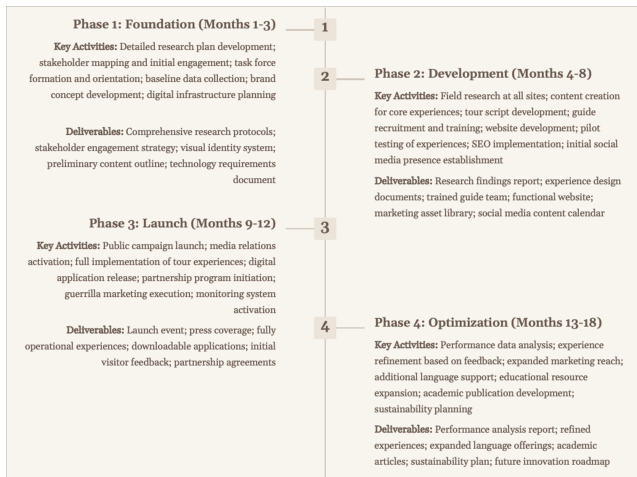 Phase 1: Foundation (Months 1-3)
1
Key Activities: Detailed research plan development;
stakeholder mapping and initial engagement; task force
formation and orientation; baseline data collection; brand
concept development; digital infrastructure planning
Deliverables: Comprehensive research protocols;
stakeholder engagement strategy; visual identity system;
preliminary content outline; technology requirements
document
2
Phase 2: Development (Months 4-8)
Key Activities: Field research at all sites; content creation
for core experiences; tour script development; guide
recruitment and training; website development; pilot
testing of experiences; SEO implementation; initial social
media presence establishment
Deliverables: Research findings report; experience design
documents; trained guide team; functional website;
marketing asset library; social media content calendar
Phase 3: Launch (Months 9-12)
3
Key Activities: Public campaign launch; media relations
activation; full implementation of tour experiences; digital
application release; partnership program initiation;
guerrilla marketing execution; monitoring system
activation
Deliverables: Launch event; press coverage; fully
operational experiences; downloadable applications; initial
visitor feedback; partnership agreements
4
Phase 4: Optimization (Months 13-18)
Key Activities: Performance data analysis; experience
refinement based on feedback; expanded marketing reach;
additional language support; educational resource
expansion; academic publication development;
sustainability planning
Deliverables: Performance analysis report; refined
experiences; expanded language offerings; academic
articles; sustainability plan; future innovation roadmap